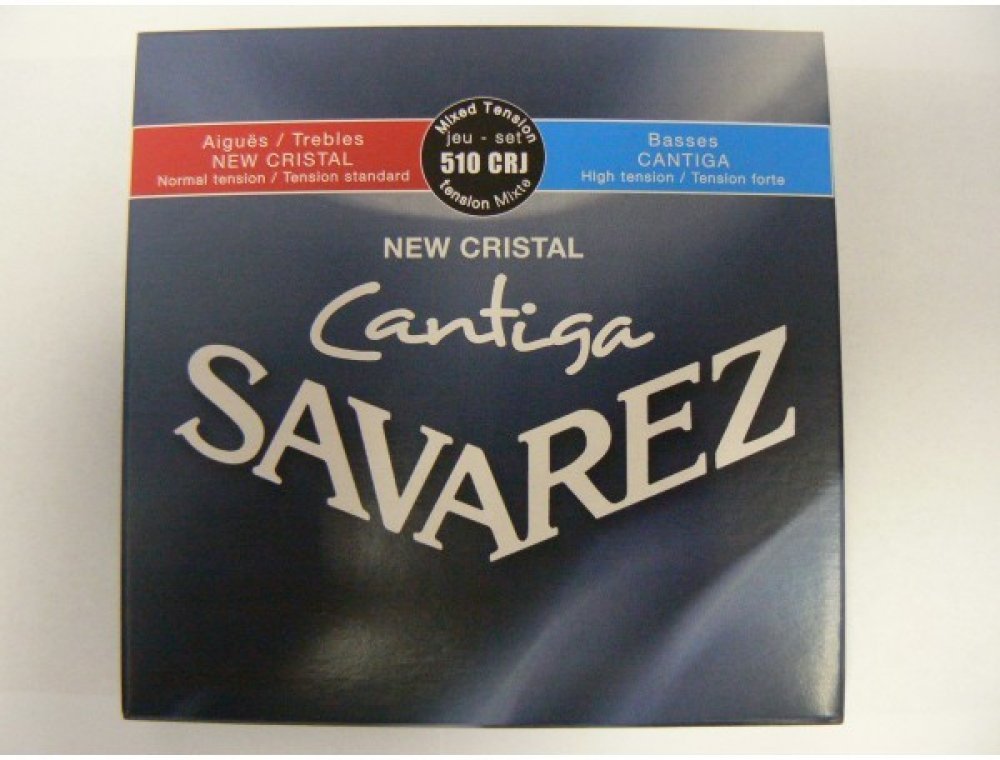 Aiguës / Trebles
NEW CRISTAL
Normal tension / Tension standard
Mixed Tension
jeu - set
510 CRJ
tension Mixte
Basses
CANTIGA
High tension / Tension forte
NEW CRISTAL
Cantiga
SAVAREZ